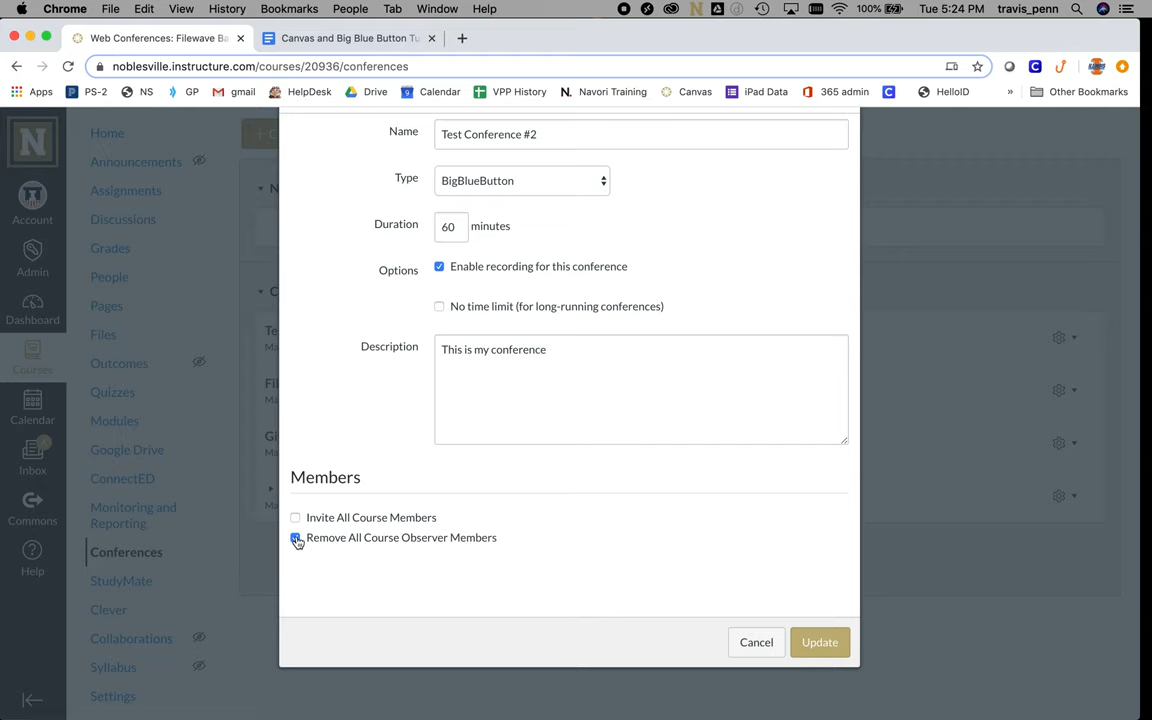 Chrome File Edit View History Bookmarks People Tab Window Help 100% Tue 5:24 PM travis_penn
Web Conferences: Filewave Ba Canvas and Big Blue Button Tu
noblesville.instructure.com/courses/20936/conferences
Apps PS-2 NS GP gmail HelpDesk Drive Calendar VPP History Navori Training Canvas iPad Data 365 admin HelloID » Other Bookmarks
Account
Admin
Dashboard
Courses
Calendar
Inbox
Commons
Help
Home
Announcements
Assignments
Discussions
Grades
People
Pages
Files
Outcomes
Quizzes
Modules
Google Drive
ConnectED
Monitoring and
Reporting
Conferences
StudyMate
Clever
Collaborations
Syllabus
Settings
Name Test Conference #2
Type BigBlueButton
Duration 60 minutes
Options Enable recording for this conference
No time limit (for long-running conferences)
Description This is my conference
Members
Invite All Course Members
Remove All Course Observer Members
Cancel Update